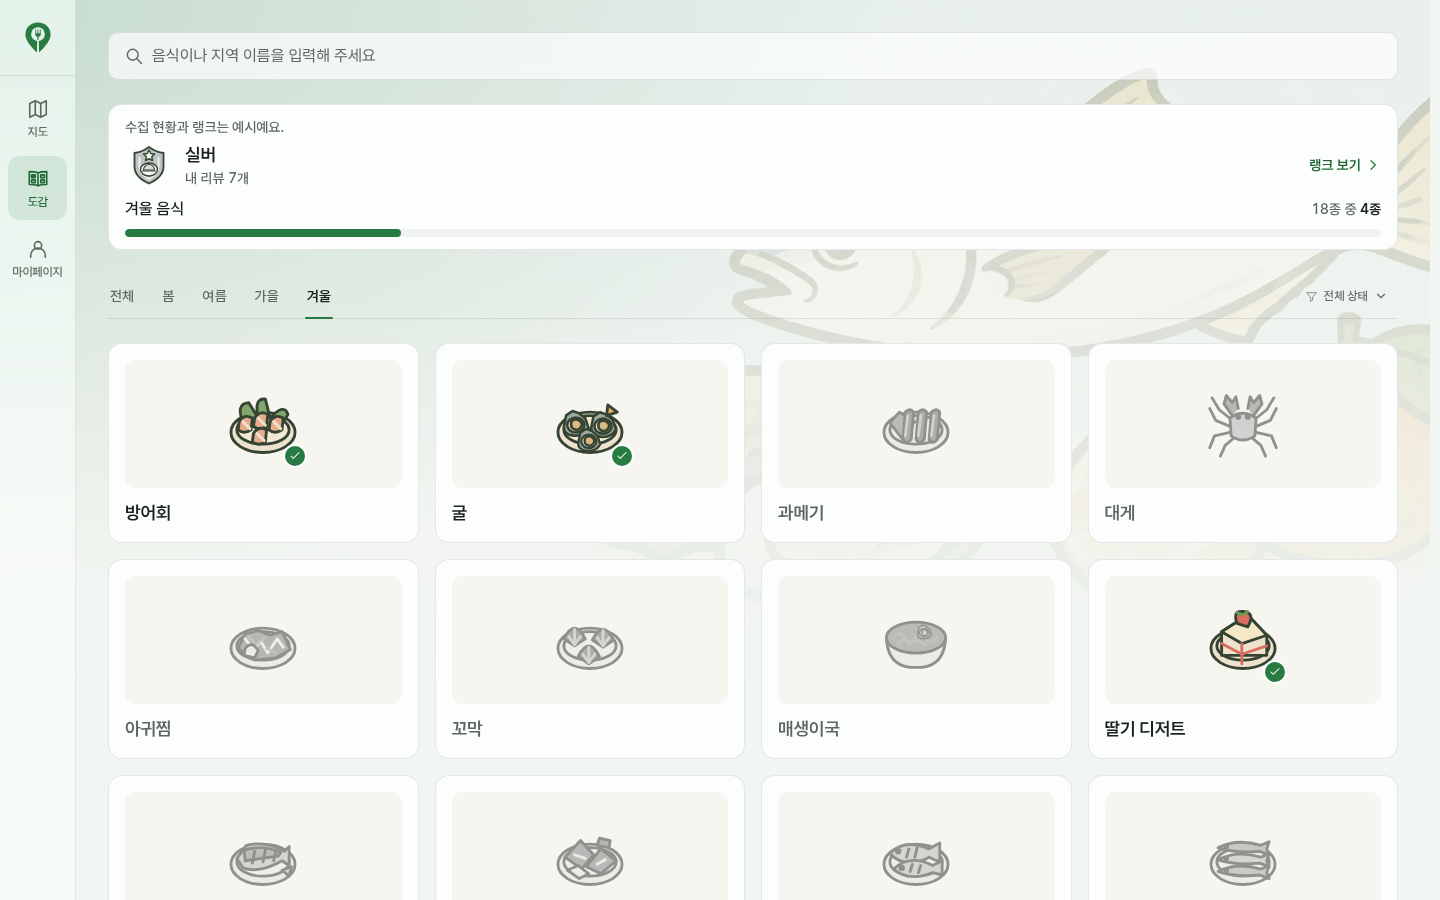 음식이나 지역 이름을 입력해 주세요
지도
도감
마이페이지
수집 현황과 랭크는 예시예요.
실버
내 리뷰 7개
랭크 보기
겨울 음식
18종 중 4종
전체 봄 여름 가을 겨울
전체 상태
방어회
굴
과메기
대게
아귀찜
꼬막
매생이국
딸기 디저트